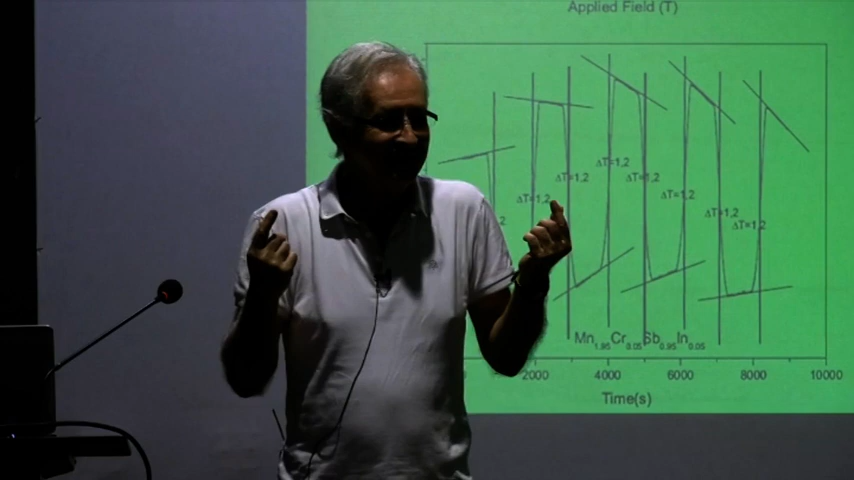 Applied Field (T)
ΔT=1,2
ΔT=1,2
ΔT=1,2
ΔT=1,2
ΔT=1,2
ΔT=1,2
ΔT=1,2
2
Mn1.95Cr0.05Sb0.95In0.05
2000 4000 6000 8000 10000
Time(s)